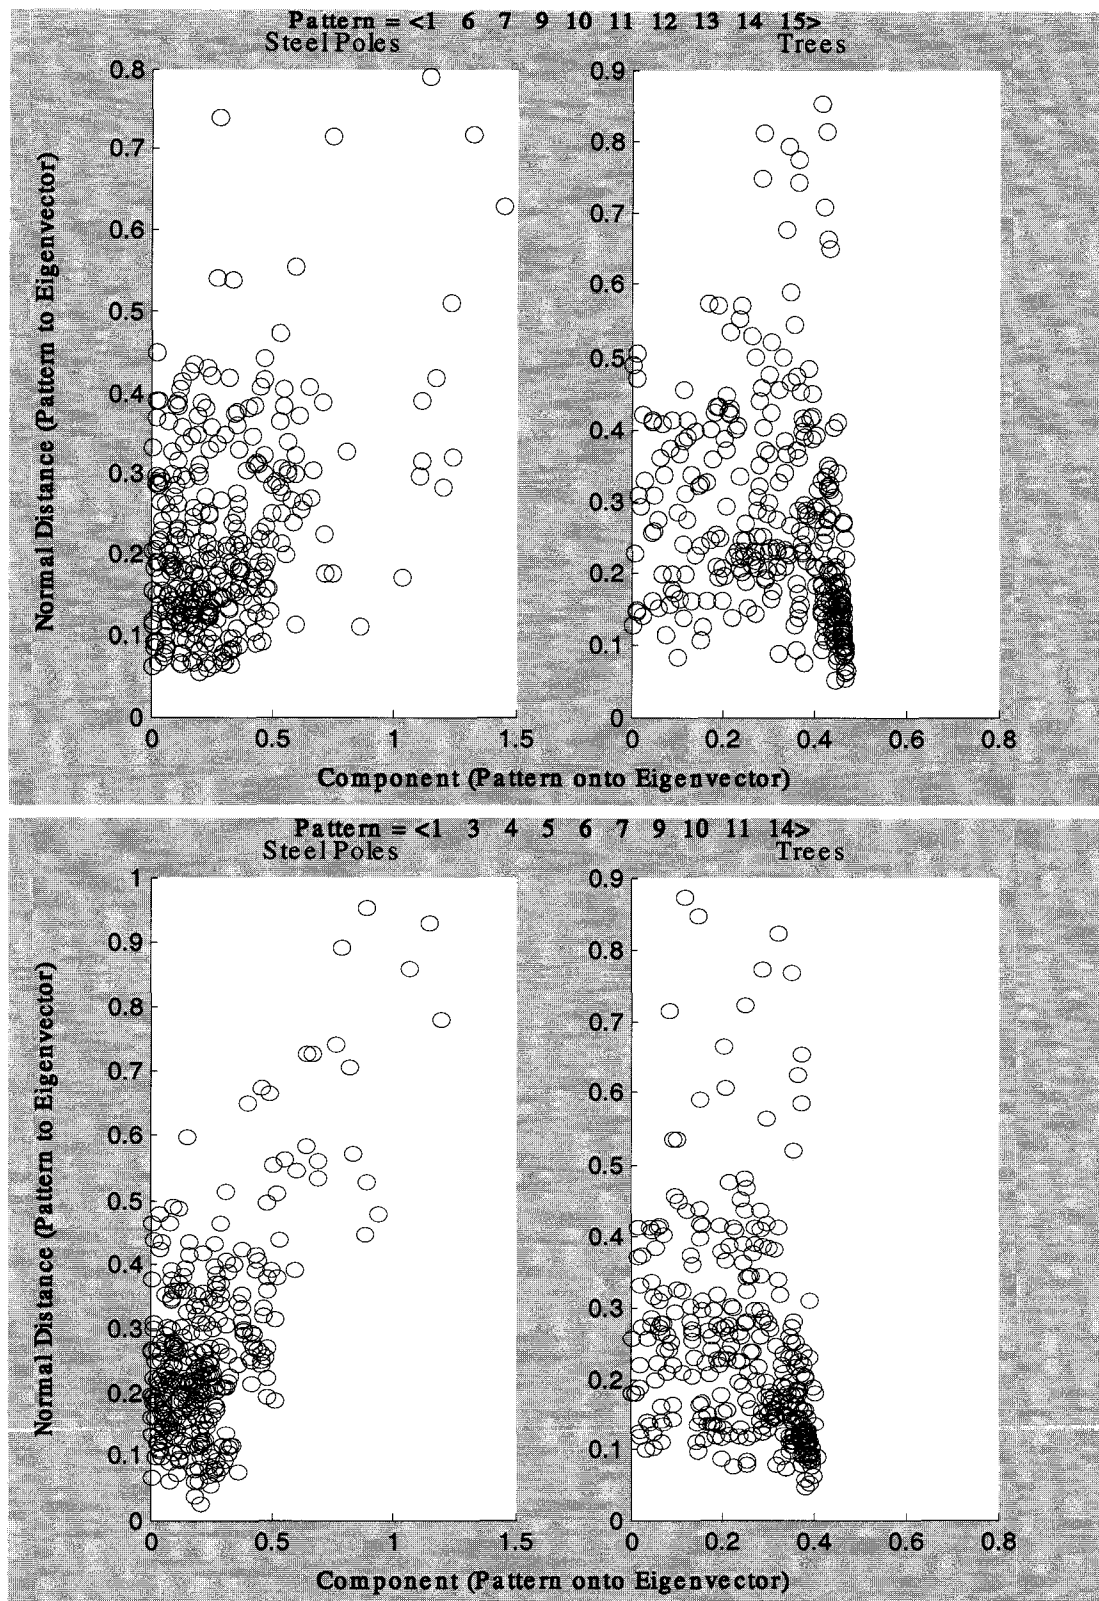 Pattern = <1 6 7 9 10 11 12 13 14 15>
Steel Poles
Trees
Normal Distance (Pattern to Eigenvector)
0.8
0.7
0.6
0.5
0.4
0.3
0.2
0.1
0
0 0.5 1 1.5
0.9
0.8
0.7
0.6
0.5
0.4
0.3
0.2
0.1
0
0 0.2 0.4 0.6 0.8
Component (Pattern onto Eigenvector)
Pattern = <1 3 4 5 6 7 9 10 11 14>
Steel Poles
Trees
Normal Distance (Pattern to Eigenvector)
1
0.9
0.8
0.7
0.6
0.5
0.4
0.3
0.2
0.1
0
0 0.5 1 1.5
0.9
0.8
0.7
0.6
0.5
0.4
0.3
0.2
0.1
0
0 0.2 0.4 0.6 0.8
Component (Pattern onto Eigenvector)